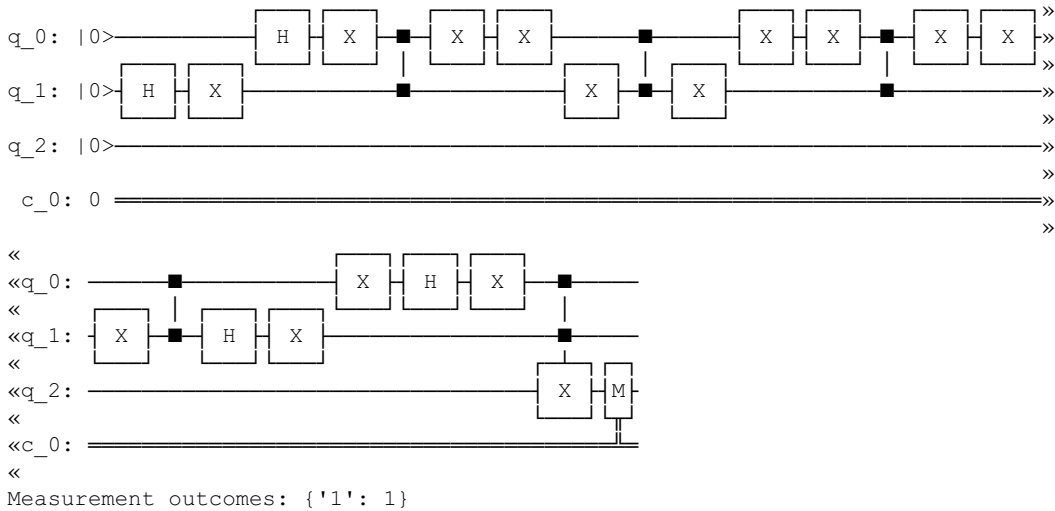 H X X X X X X X »
q_0: |0> »
H X X X »
q_1: |0> »
»
q_2: |0> »
»
c_0: 0 »
»
«
«q_0: X H X
«
«q_1: X H X
«
«q_2: X M
«
«c_0:
«
Measurement outcomes: {'1': 1}